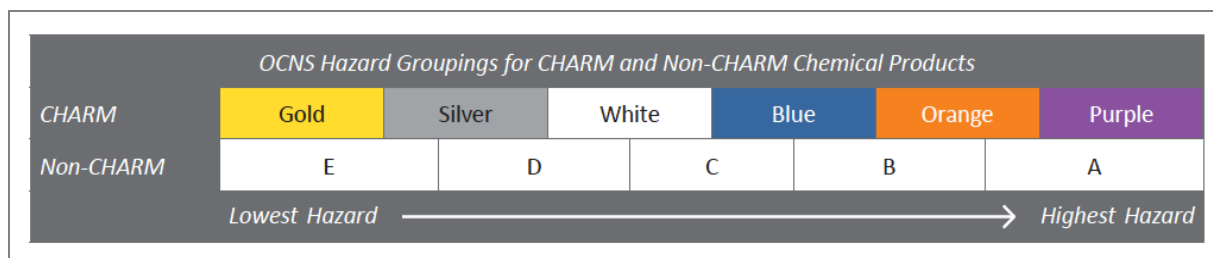 OCNS Hazard Groupings for CHARM and Non-CHARM Chemical Products
CHARM Gold Silver White Blue Orange Purple
Non-CHARM E D C B A
Lowest Hazard Highest Hazard